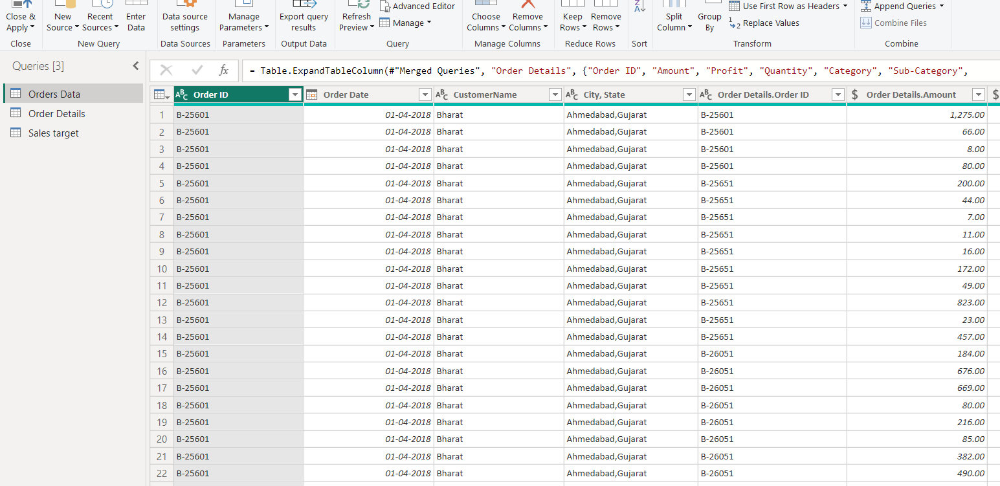 Close & Apply New Source Recent Sources Enter Data Data source settings Manage Parameters Export query results Refresh Preview Advanced Editor Manage Choose Columns Remove Columns Keep Rows Remove Rows Split Column Group By Use First Row as Headers Replace Values Append Queries Combine Files
Close New Query Data Sources Parameters Output Data Query Manage Columns Reduce Rows Sort Transform Combine
Queries [3]
Orders Data
Order Details
Sales target
= Table.ExpandTableColumn(#"Merged Queries", "Order Details", {"Order ID", "Amount", "Profit", "Quantity", "Category", "Sub-Category",
Order ID Order Date CustomerName City, State Order Details.Order ID $ Order Details.Amount $
1 B-25601 01-04-2018 Bharat Ahmedabad,Gujarat B-25601 1,275.00
2 B-25601 01-04-2018 Bharat Ahmedabad,Gujarat B-25601 66.00
3 B-25601 01-04-2018 Bharat Ahmedabad,Gujarat B-25601 8.00
4 B-25601 01-04-2018 Bharat Ahmedabad,Gujarat B-25601 80.00
5 B-25601 01-04-2018 Bharat Ahmedabad,Gujarat B-25651 200.00
6 B-25601 01-04-2018 Bharat Ahmedabad,Gujarat B-25651 44.00
7 B-25601 01-04-2018 Bharat Ahmedabad,Gujarat B-25651 7.00
8 B-25601 01-04-2018 Bharat Ahmedabad,Gujarat B-25651 11.00
9 B-25601 01-04-2018 Bharat Ahmedabad,Gujarat B-25651 16.00
10 B-25601 01-04-2018 Bharat Ahmedabad,Gujarat B-25651 172.00
11 B-25601 01-04-2018 Bharat Ahmedabad,Gujarat B-25651 49.00
12 B-25601 01-04-2018 Bharat Ahmedabad,Gujarat B-25651 823.00
13 B-25601 01-04-2018 Bharat Ahmedabad,Gujarat B-25651 23.00
14 B-25601 01-04-2018 Bharat Ahmedabad,Gujarat B-25651 457.00
15 B-25601 01-04-2018 Bharat Ahmedabad,Gujarat B-26051 184.00
16 B-25601 01-04-2018 Bharat Ahmedabad,Gujarat B-26051 676.00
17 B-25601 01-04-2018 Bharat Ahmedabad,Gujarat B-26051 669.00
18 B-25601 01-04-2018 Bharat Ahmedabad,Gujarat B-26051 80.00
19 B-25601 01-04-2018 Bharat Ahmedabad,Gujarat B-26051 216.00
20 B-25601 01-04-2018 Bharat Ahmedabad,Gujarat B-26051 85.00
21 B-25601 01-04-2018 Bharat Ahmedabad,Gujarat B-26051 382.00
22 B-25601 01-04-2018 Bharat Ahmedabad,Gujarat B-26051 490.00